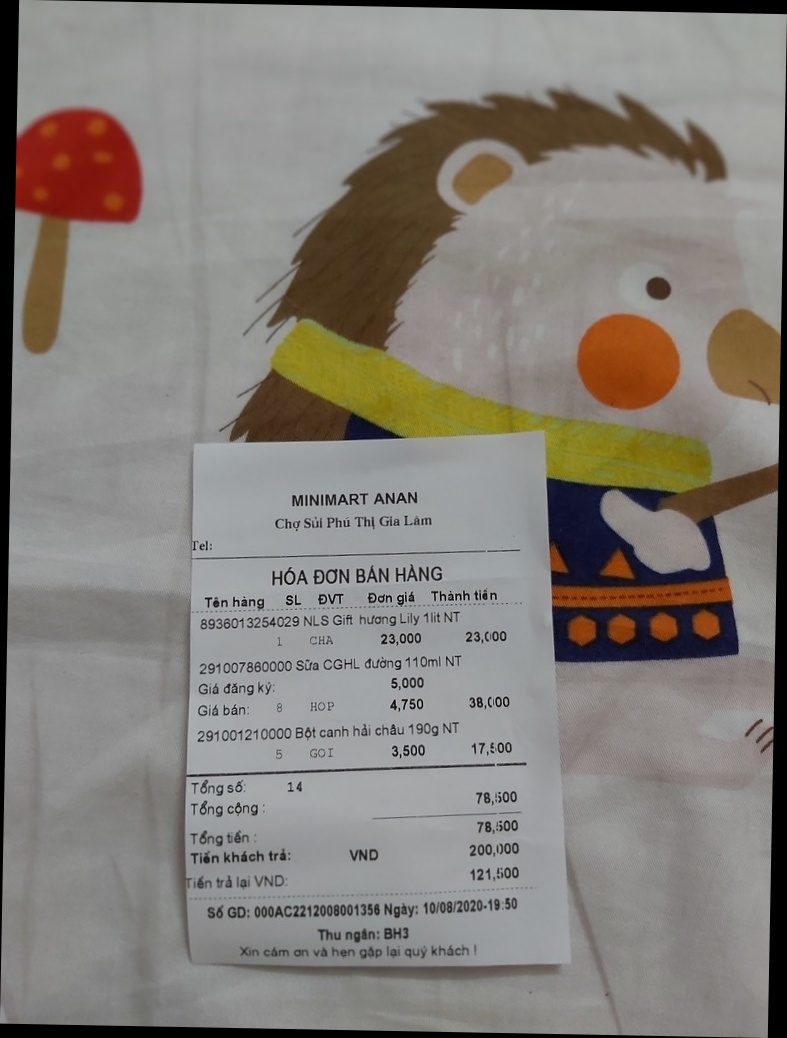 MINIMART ANAN
Chợ Sủi Phú Thị Gia Lâm
Tel:
HÓA ĐƠN BÁN HÀNG
Tên hàng SL ĐVT Đơn giá Thành tiền
8936013254029 NLS Gift hương Lily 1lit NT
1 CHA 23,000 23,000
291007860000 Sữa CGHL đường 110ml NT
Giá đăng ký: 5,000
Giá bán: 8 HOP 4,750 38,000
291001210000 Bột canh hải châu 190g NT
5 GOI 3,500 17,500
Tổng số: 14
Tổng cộng : 78,500
Tổng tiền : 78,500
Tiền khách trả: VND 200,000
Tiền trả lại VND: 121,500
Số GD: 000AC2212008001356 Ngày: 10/08/2020-19:50
Thu ngân: BH3
Xin cảm ơn và hẹn gặp lại quý khách !